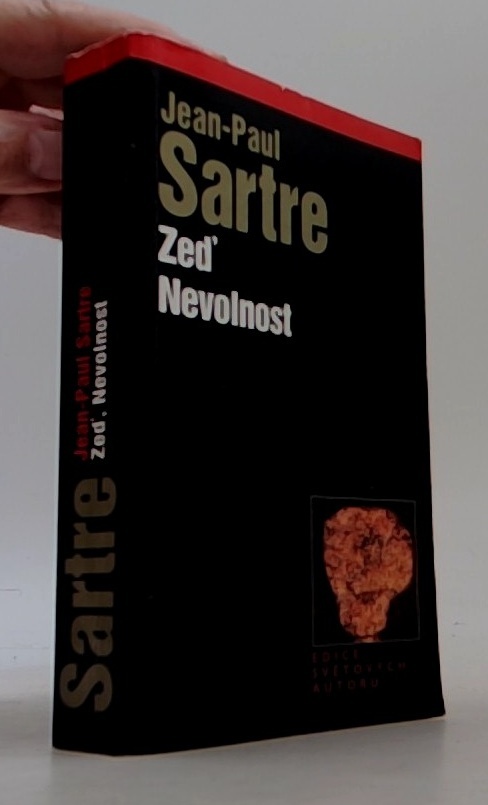 Jean-Paul
Sartre
Zeď
Nevolnost
EDICE
SVĚTOVÝCH
AUTORŮ
Jean-Paul Sartre
Zeď. Nevolnost
Sartre